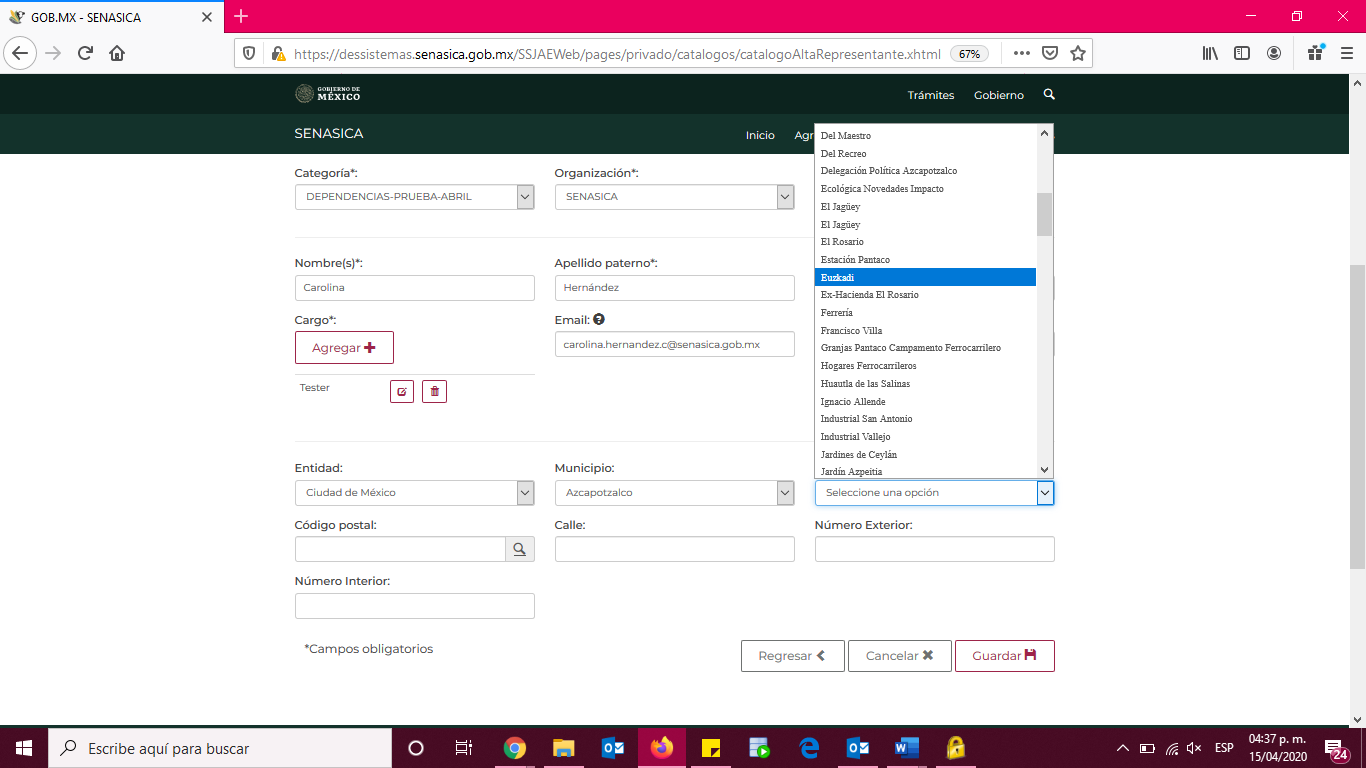 GOB.MX - SENASICA
https://dessistemas.senasica.gob.mx/SSJAEWeb/pages/privado/catalogos/catalogoAltaRepresentante.xhtml
67%
GOBIERNO DE
MÉXICO
Trámites
Gobierno
SENASICA
Inicio
Agr
Categoría*:
Organización*:
DEPENDENCIAS-PRUEBA-ABRIL
SENASICA
Nombre(s)*:
Apellido paterno*:
Carolina
Hernández
Cargo*:
Email:
Agregar
carolina.hernandez.c@senasica.gob.mx
Tester
Del Maestro
Del Recreo
Delegación Política Azcapotzalco
Ecológica Novedades Impacto
El Jagüey
El Jagüey
El Rosario
Estación Pantaco
Euzkadi
Ex-Hacienda El Rosario
Ferrería
Francisco Villa
Granjas Pantaco Campamento Ferrocarrilero
Hogares Ferrocarrileros
Huautla de las Salinas
Ignacio Allende
Industrial San Antonio
Industrial Vallejo
Jardines de Ceylán
Jardín Azpeitia
Entidad:
Municipio:
Ciudad de México
Azcapotzalco
Seleccione una opción
Código postal:
Calle:
Número Exterior:
Número Interior:
*Campos obligatorios
Regresar
Cancelar
Guardar
Escribe aquí para buscar
ESP
04:37 p. m.
15/04/2020
24